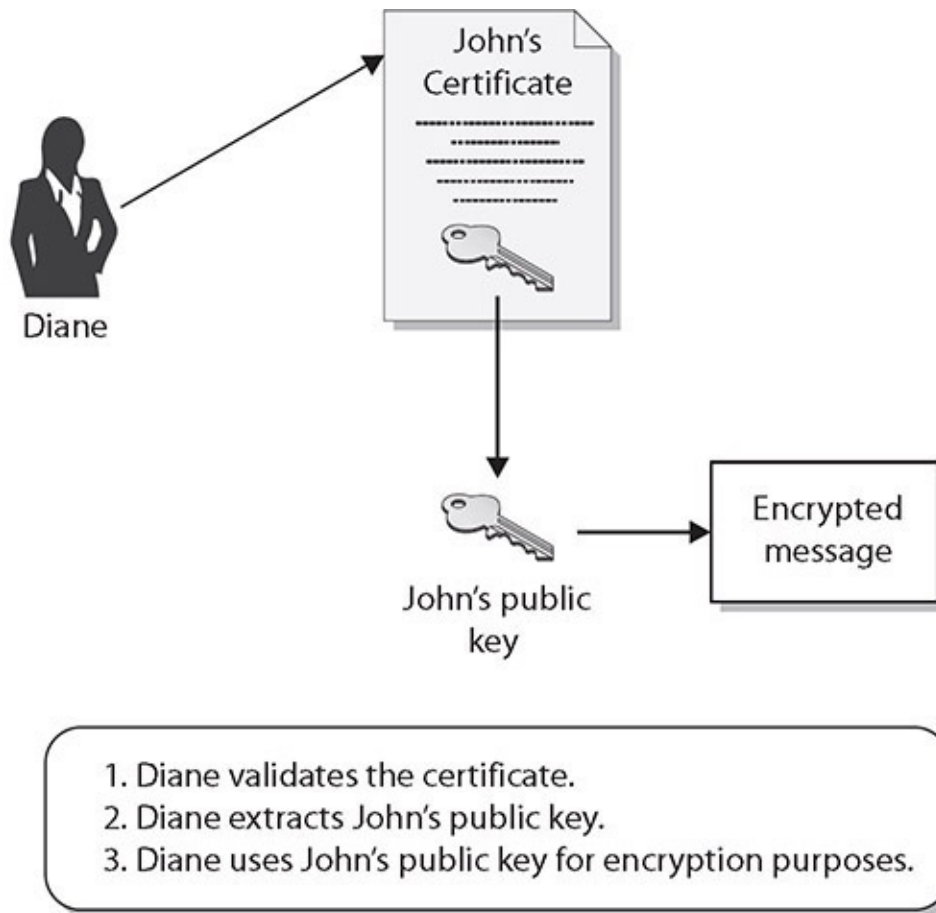 John's
Certificate
Diane
Encrypted
message
John's public
key
1. Diane validates the certificate.
2. Diane extracts John's public key.
3. Diane uses John's public key for encryption purposes.